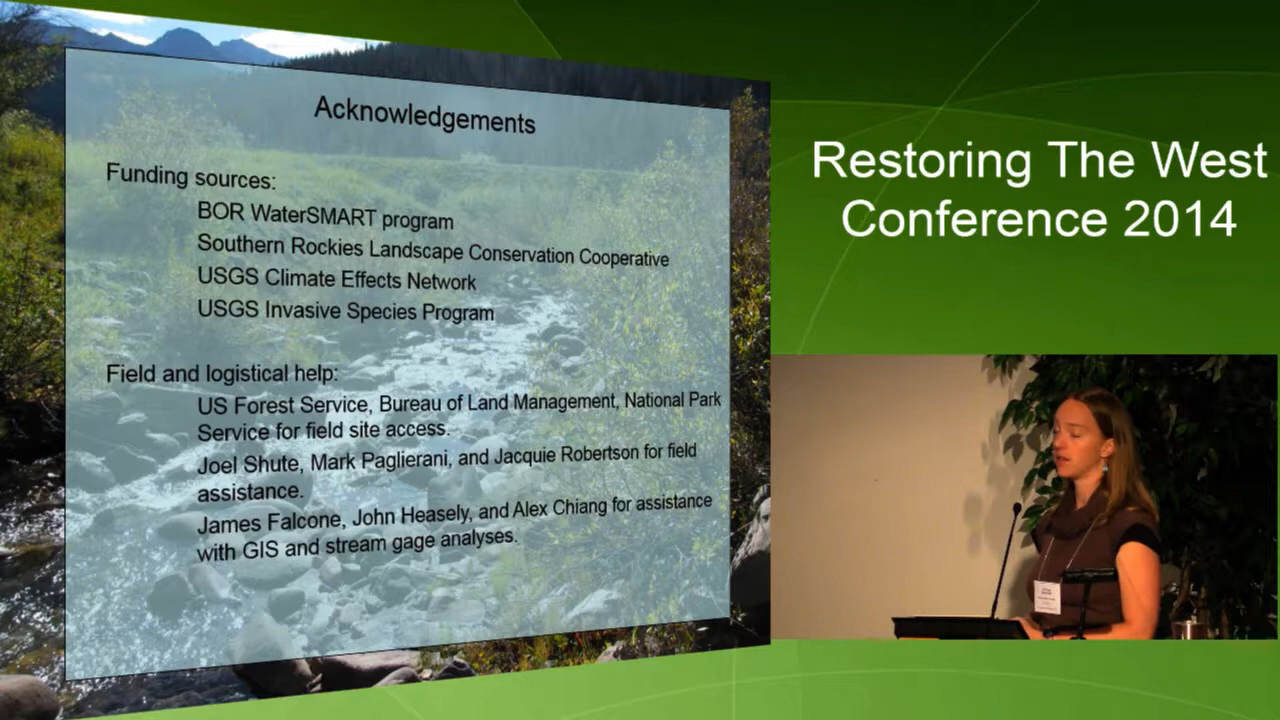 Acknowledgements
Funding sources:
BOR WaterSMART program
Southern Rockies Landscape Conservation Cooperative
USGS Climate Effects Network
USGS Invasive Species Program
Field and logistical help:
US Forest Service, Bureau of Land Management, National Park
Service for field site access.
Joel Shute, Mark Paglierani, and Jacquie Robertson for field
assistance.
James Falcone, John Heasely, and Alex Chiang for assistance
with GIS and stream gage analyses.
Restoring The West
Conference 2014